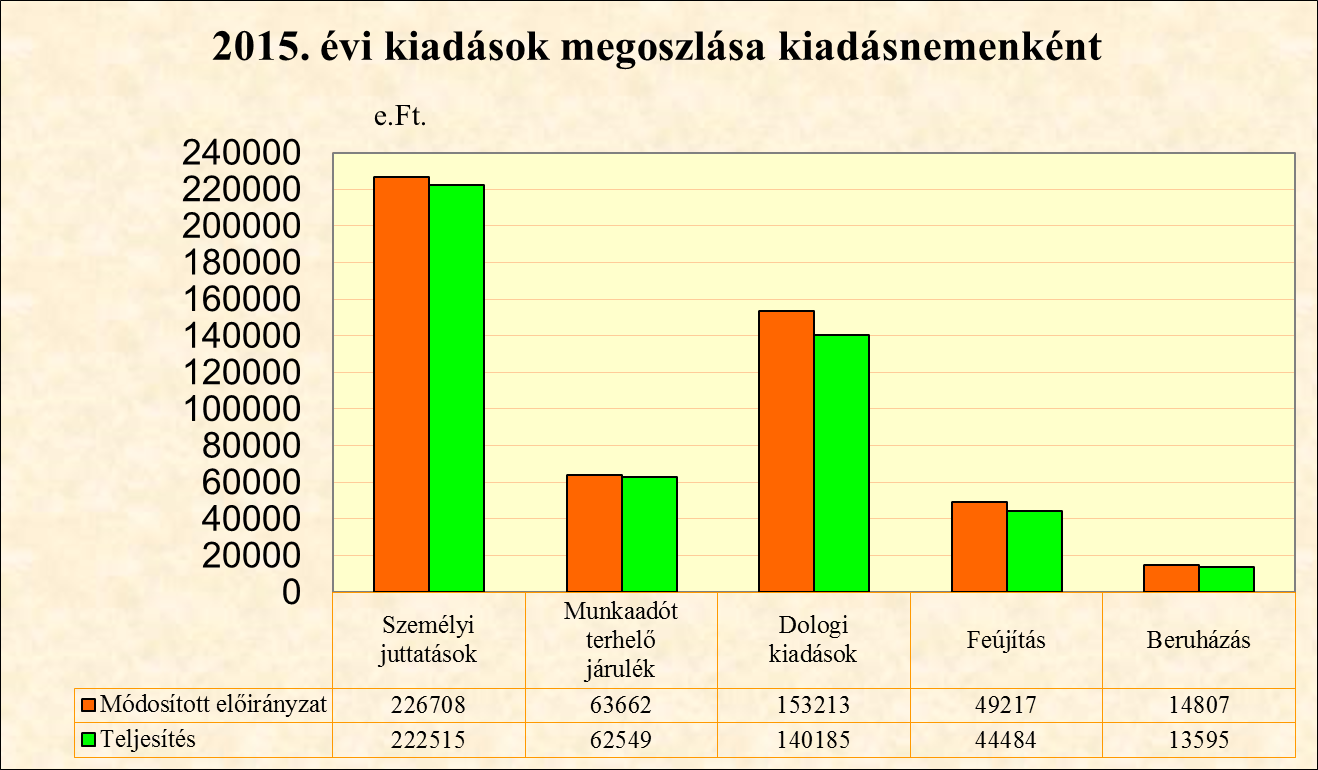 2015. évi kiadások megoszlása kiadásnemenként
e.Ft.
240000
220000
200000
180000
160000
140000
120000
100000
80000
60000
40000
20000
0
Személyi
juttatások
Munkaadót
terhelő
járulék
Dologi
kiadások
Feújítás
Beruházás
Módosított előirányzat 226708 63662 153213 49217 14807
Teljesítés 222515 62549 140185 44484 13595